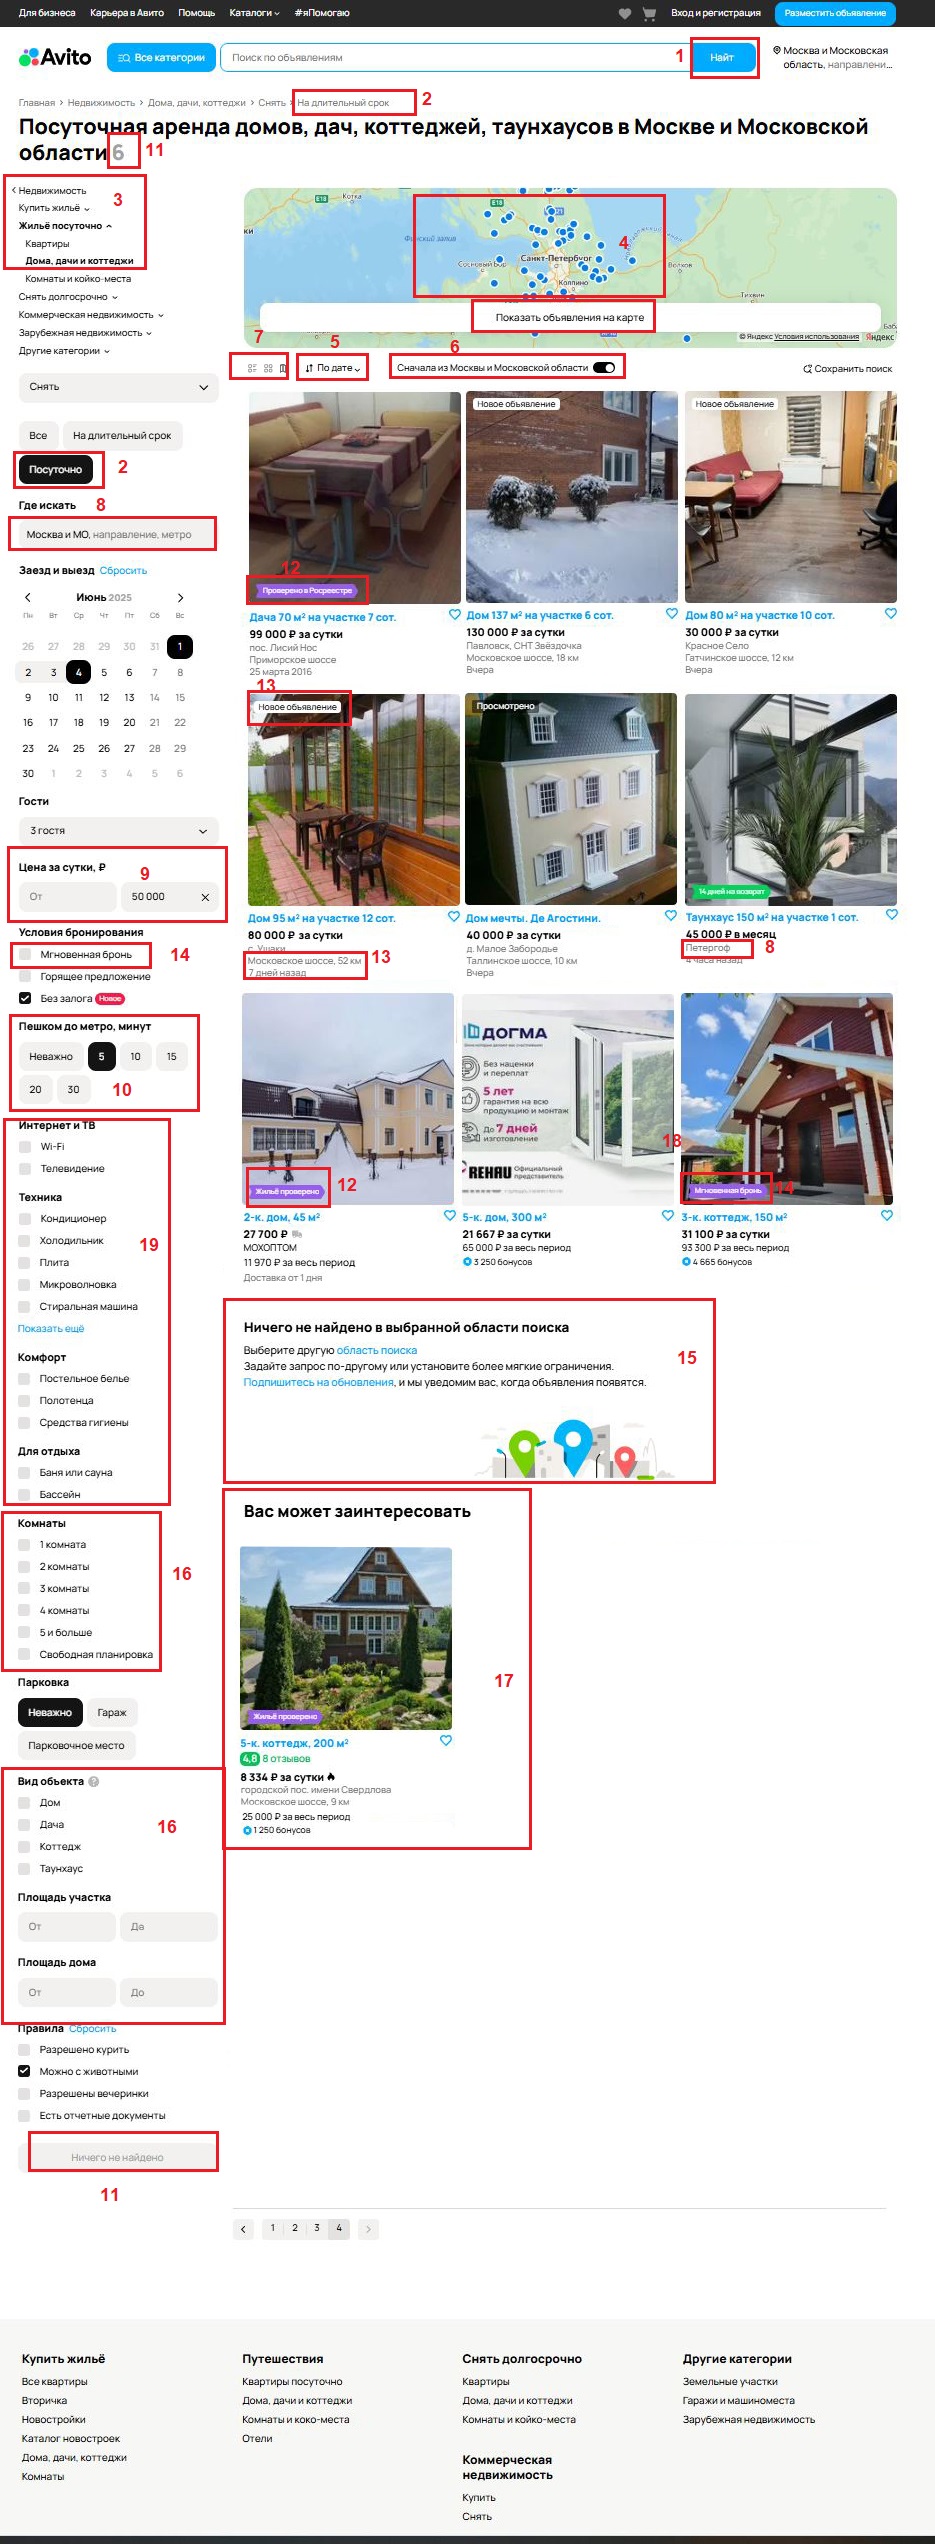 Для бизнеса Карьера в Авито Помощь Каталоги #яПомогаю Вход и регистрация Разместить объявление
Avito Все категории Поиск по объявлениям 1 Найт Москва и Московская
область, направлени...
Главная > Недвижимость > Дома, дачи, коттеджи > Снять > На длительный срок 2
Посуточная аренда домов, дач, коттеджей, таунхаусов в Москве и Московской
области 6 11
Недвижимость
Купить жильё 3
Жильё посуточно
Квартиры
Дома, дачи и коттеджи
Комнаты и койко-места
Снять долгосрочно
Коммерческая недвижимость
Зарубежная недвижимость
Другие категории
Снять
Все На длительный срок
Посуточно 2
Где искать 8
Москва и МО, направление, метро
Заезд и выезд Сбросить
Июнь 2025
Пн Вт Ср Чт Пт Сб Вс
26 27 28 29 30 31 1
2 3 4 5 6 7 8
9 10 11 12 13 14 15
16 17 18 19 20 21 22
23 24 25 26 27 28 29
30 1 2 3 4 5 6
Гости
3 гостя
Цена за сутки, ₽ 9
От 50 000
Условия бронирования
Мгновенная бронь 14
Горящее предложение
Без залога Новое
Пешком до метро, минут
Неважно 5 10 15
20 30 10
Интернет и ТВ
Wi-Fi
Телевидение
Техника
Кондиционер
Холодильник 19
Плита
Микроволновка
Стиральная машина
Показать ещё
Комфорт
Постельное белье
Полотенца
Средства гигиены
Для отдыха
Баня или сауна
Бассейн
Комнаты
1 комната
2 комнаты 16
3 комнаты
4 комнаты
5 и больше
Свободная планировка
Парковка
Неважно Гараж
Парковочное место
Вид объекта ?
Дом
Дача 16
Коттедж
Таунхаус
Площадь участка
От До
Площадь дома
От До
Правила Сбросить
Разрешено курить
Можно с животными
Разрешены вечеринки
Есть отчетные документы
Ничего не найдено
11
E18 Котка E18
ки Финский залив 4
Сосновый Бор Санкт-Петербург Волхов
Колпино
Тихвин
Показать объявления на карте
© Яндекс Условия использования Яндекс
7 5 6
По дате Сначала из Москвы и Московской области Сохранить поиск
12
Проверено в Росреестре
Дача 70 м² на участке 7 сот.
99 000 ₽ за сутки
пос. Лисий Нос
Приморское шоссе
25 марта 2016
Новое объявление
Дом 137 м² на участке 6 сот.
130 000 ₽ за сутки
Павловск, СНТ Звёздочка
Московское шоссе, 18 км
Вчера
Новое объявление
Дом 80 м² на участке 10 сот.
30 000 ₽ за сутки
Красное Село
Гатчинское шоссе, 12 км
Вчера
13
Новое объявление
Дом 95 м² на участке 12 сот.
80 000 ₽ за сутки
с. Ушаки
Московское шоссе, 52 км 13
7 дней назад
Просмотрено
Дом мечты. Де Агостини.
40 000 ₽ за сутки
д. Малое Забородье
Таллинское шоссе, 10 км
Вчера
14 дней на возврат
Таунхаус 150 м² на участке 1 сот.
45 000 ₽ в месяц
Петергоф 8
4 часа назад
Жильё проверено 12
2-к. дом, 45 м²
27 700 ₽
МОХОПТОМ
11 970 ₽ за весь период
Доставка от 1 дня
ДОГМА
Без наценки
и переплат
5 лет
гарантия на всю
продукцию и монтаж
До 7 дней
изготовление
REHAU Официальный
представитель
18
5-к. дом, 300 м²
21 667 ₽ за сутки
65 000 ₽ за весь период
3 250 бонусов
Мгновенная бронь 14
3-к. коттедж, 150 м²
31 100 ₽ за сутки
93 300 ₽ за весь период
4 665 бонусов
Ничего не найдено в выбранной области поиска
Выберите другую область поиска 15
Задайте запрос по-другому или установите более мягкие ограничения.
Подпишитесь на обновления, и мы уведомим вас, когда объявления появятся.
Вас может заинтересовать
17
Жильё проверено
5-к. коттедж, 200 м²
4,8 8 отзывов
8 334 ₽ за сутки
городской пос. имени Свердлова
Московское шоссе, 9 км
25 000 ₽ за весь период
1 250 бонусов
1 2 3 4
Купить жильё
Все квартиры
Вторичка
Новостройки
Каталог новостроек
Дома, дачи, коттеджи
Комнаты
Путешествия
Квартиры посуточно
Дома, дачи и коттеджи
Комнаты и коко-места
Отели
Снять долгосрочно
Квартиры
Дома, дачи и коттеджи
Комнаты и койко-места
Коммерческая
недвижимость
Купить
Снять
Другие категории
Земельные участки
Гаражи и машиноместа
Зарубежная недвижимость